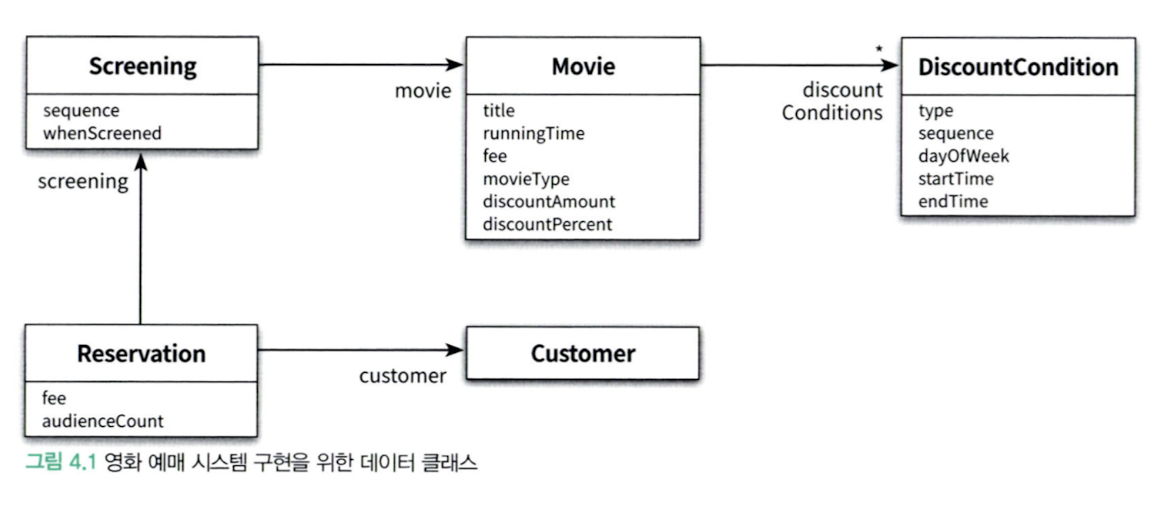 Screening
sequence
whenScreened
movie
Movie
title
runningTime
fee
movieType
discountAmount
discountPercent
*
discount
Conditions
DiscountCondition
type
sequence
dayOfWeek
startTime
endTime
screening
Reservation
fee
audienceCount
customer
Customer
그림 4.1 영화 예매 시스템 구현을 위한 데이터 클래스